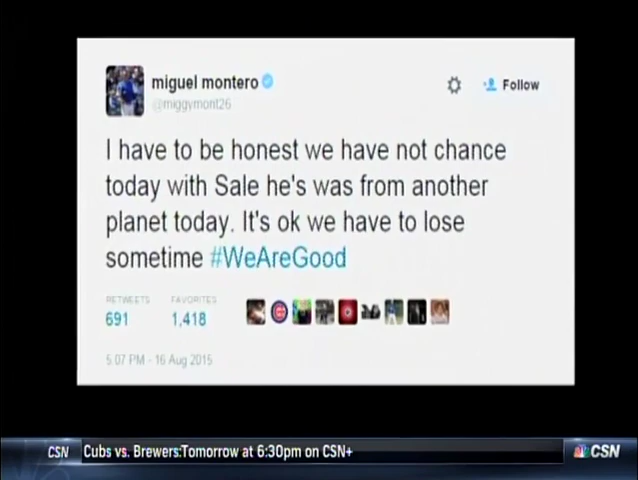 miguel montero
@miggymont26
Follow
I have to be honest we have not chance
today with Sale he's was from another
planet today. It's ok we have to lose
sometime #WeAreGood
RETWEETS FAVORITES
691 1,418
5:07 PM - 16 Aug 2015
CSN Cubs vs. Brewers:Tomorrow at 6:30pm on CSN+ CSN